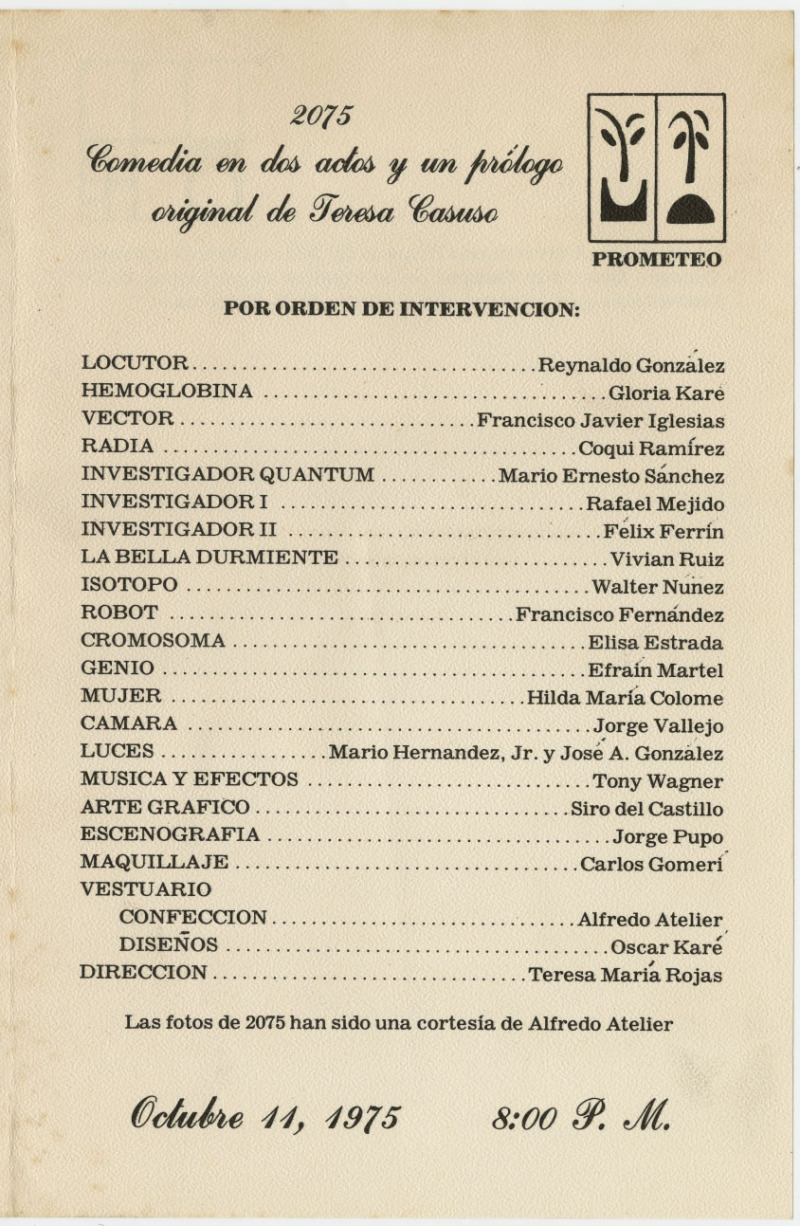 2075
Comedia en dos actos y un prólogo
original de Teresa Casuso
PROMETEO
POR ORDEN DE INTERVENCION:
LOCUTOR....................................Reynaldo González
HEMOGLOBINA ....................................Gloria Karé
VECTOR..............................Francisco Javier Iglesias
RADIA ..........................................Coqui Ramírez
INVESTIGADOR QUANTUM ............Mario Ernesto Sánchez
INVESTIGADOR I ...............................Rafael Mejido
INVESTIGADOR II ................................Félix Ferrín
LA BELLA DURMIENTE...........................Vivian Ruiz
ISOTOPO .........................................Walter Nuñez
ROBOT ...................................Francisco Fernández
CROMOSOMA ....................................Elisa Estrada
GENIO ...........................................Efraín Martel
MUJER ....................................Hilda María Colome
CAMARA .........................................Jorge Vallejo
LUCES .................Mario Hernandez, Jr. y José A. González
MUSICA Y EFECTOS .............................Tony Wagner
ARTE GRAFICO................................Siro del Castillo
ESCENOGRAFIA ...................................Jorge Pupo
MAQUILLAJE ...................................Carlos Gomerí
VESTUARIO
CONFECCION...............................Alfredo Atelier
DISEÑOS .......................................Oscar Karé
DIRECCION................................Teresa María Rojas
Las fotos de 2075 han sido una cortesía de Alfredo Atelier
Octubre 11, 1975 8:00 P. M.